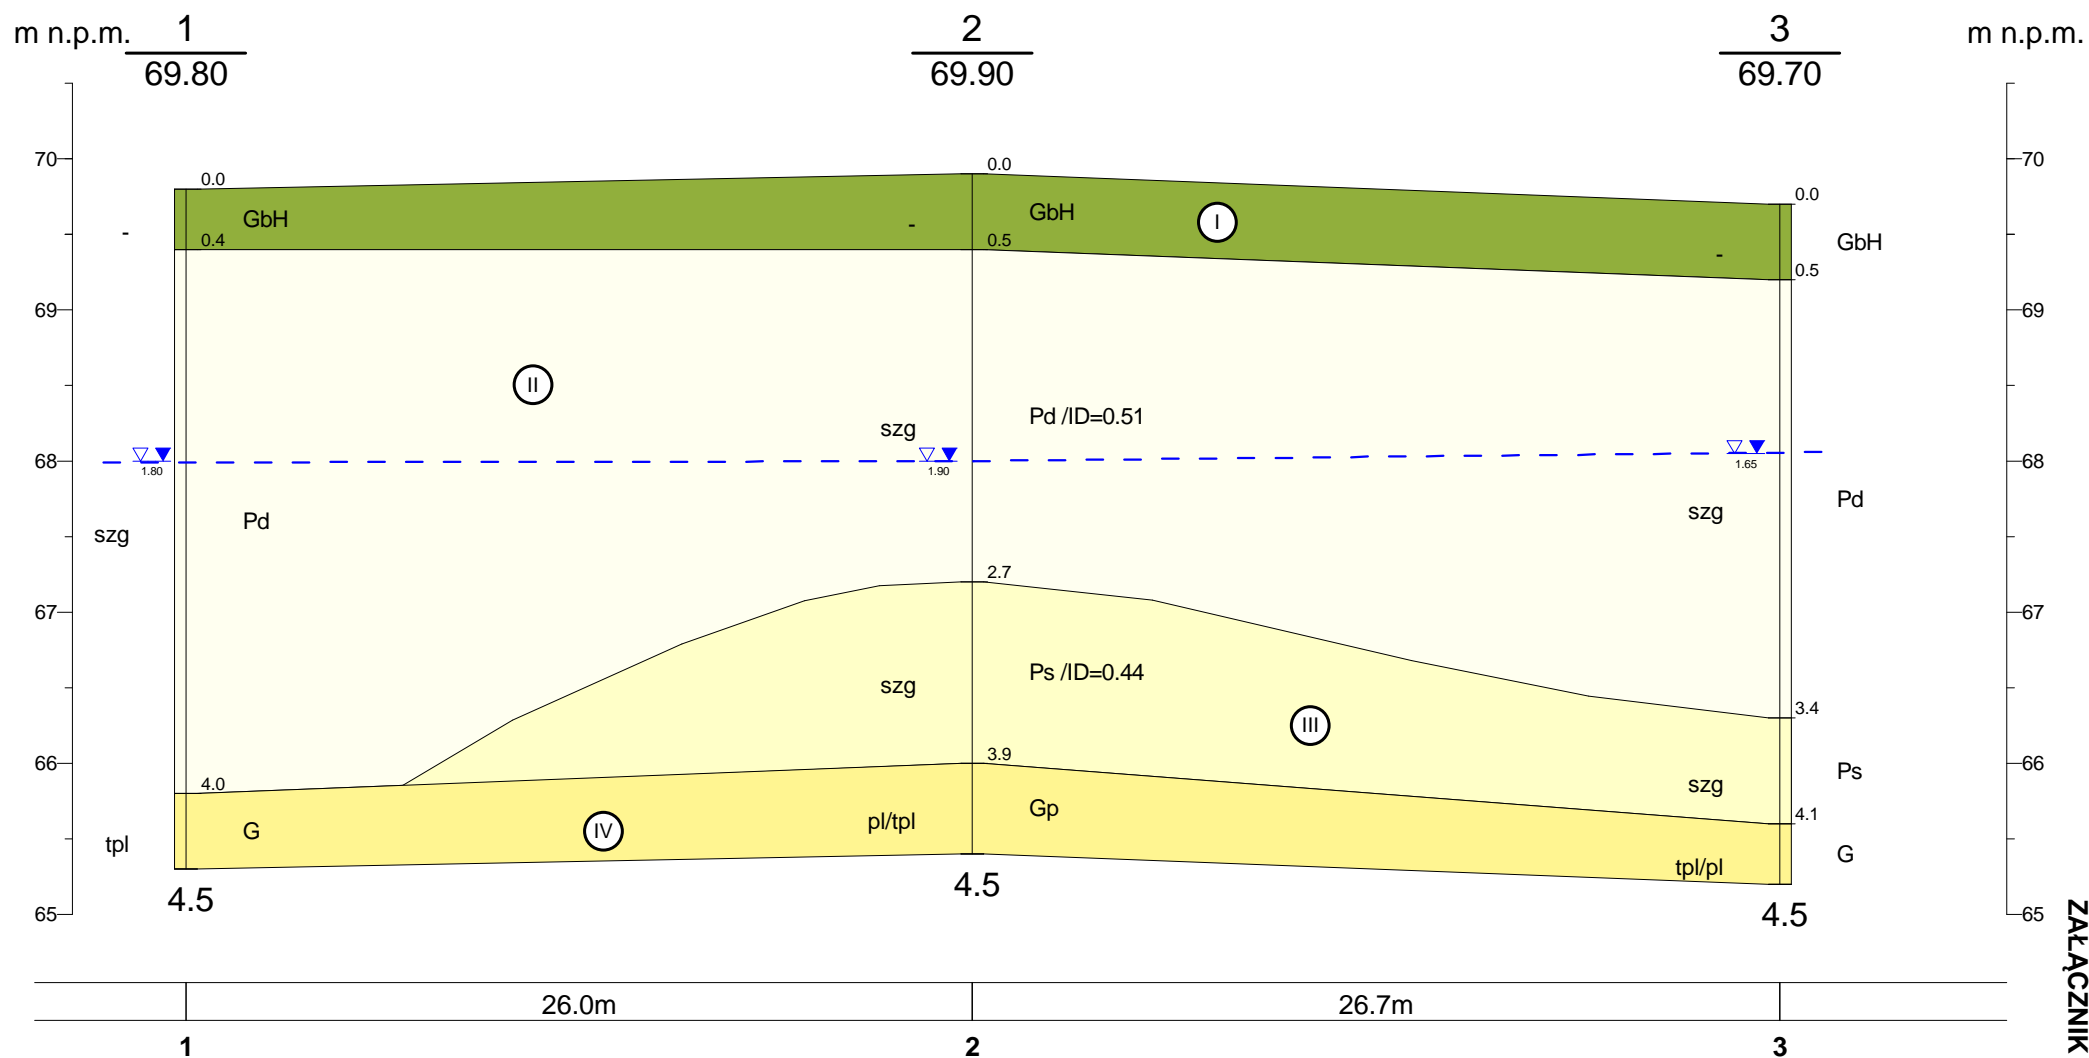 m n.p.m. 1 2 3 m n.p.m.
69.80 69.90 69.70
70 0.0 0.0 0.0 70
GbH - GbH I GbH
- 0.4 0.5 - 0.5
69 69
II
szg Pd /ID=0.51
68 68
1.80 1.90 1.65
szg Pd szg Pd
2.7
67 67
szg Ps /ID=0.44
III 3.4
66 3.9 66
4.0 szg Ps
tpl G IV pl/tpl Gp 4.1
tpl/pl G
4.5 4.5 4.5
65 65
ZAŁĄCZNIK
26.0m 26.7m
1 2 3